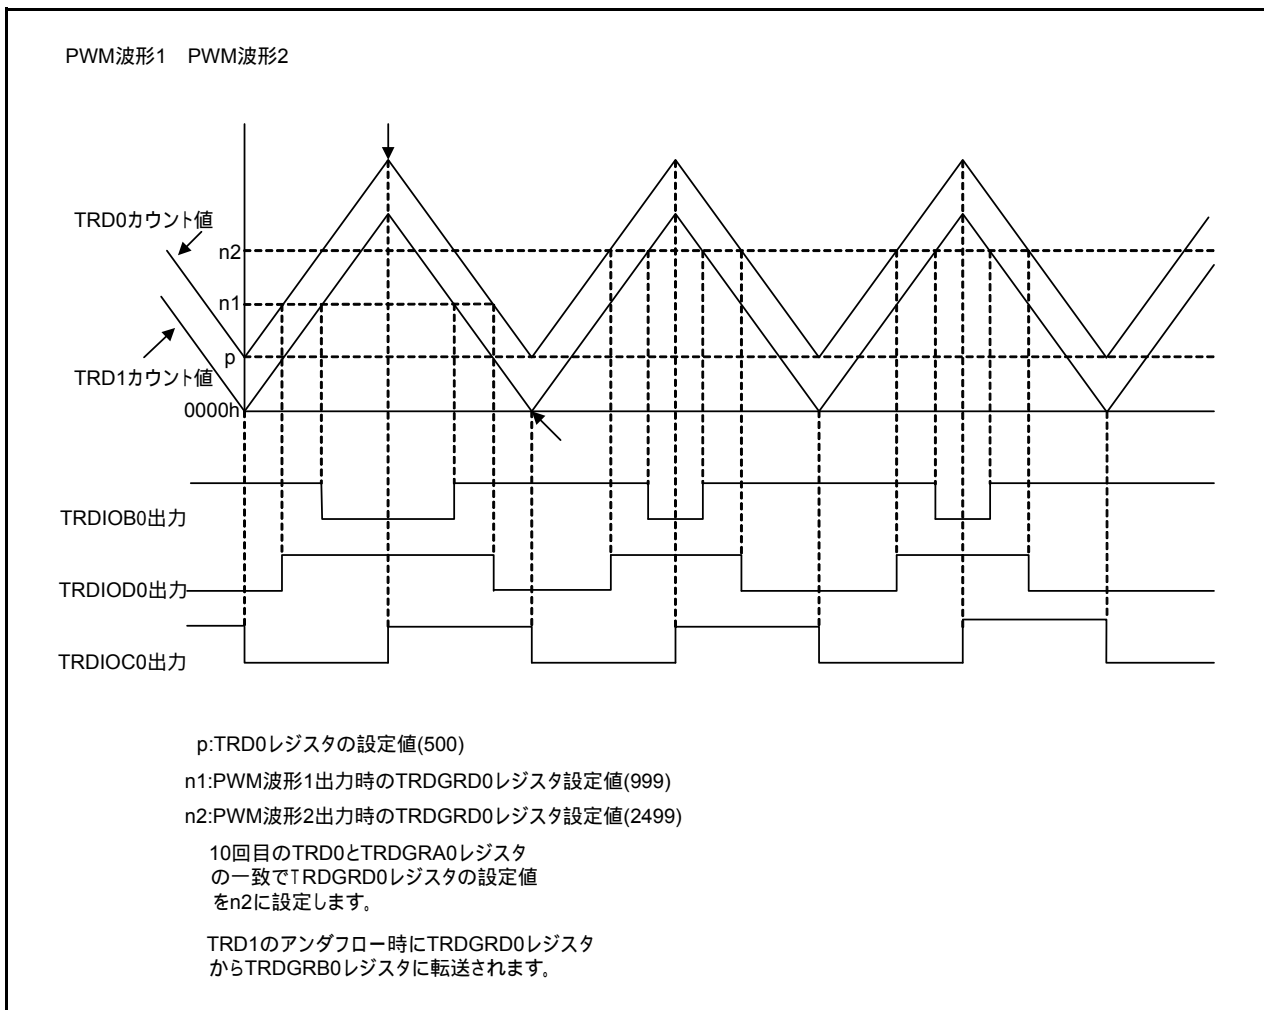 PWM波形1 PWM波形2
TRD0カウント値
n2
n1
p
TRD1カウント値
0000h
TRDIOB0出力
TRDIOD0出力
TRDIOC0出力
p:TRD0レジスタの設定値(500)
n1:PWM波形1出力時のTRDGRD0レジスタ設定値(999)
n2:PWM波形2出力時のTRDGRD0レジスタ設定値(2499)
10回目のTRD0とTRDGRA0レジスタ
の一致でTRDGRD0レジスタの設定値
をn2に設定します。
TRD1のアンダフロー時にTRDGRD0レジスタ
からTRDGRB0レジスタに転送されます。